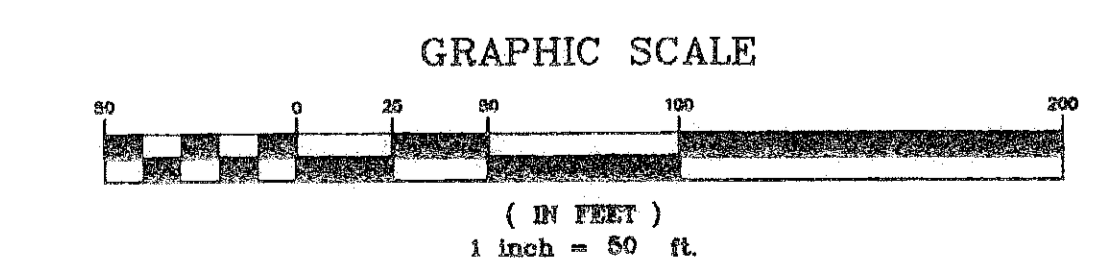 GRAPHIC SCALE
50 0 25 50 100 200
( IN FEET )
1 inch = 50 ft.